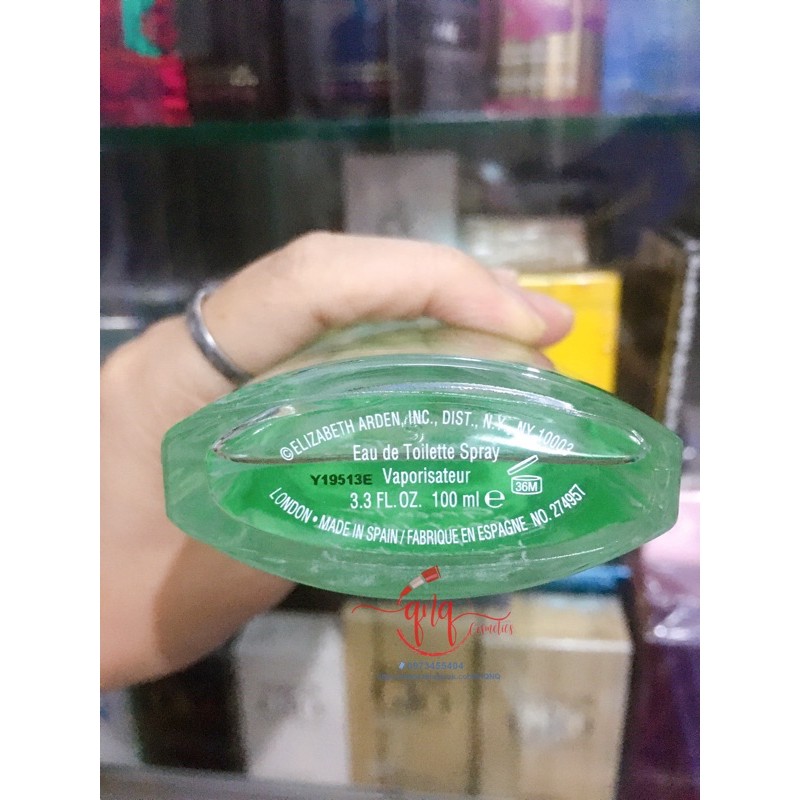 ©ELIZABETH ARDEN, INC., DIST., N.Y., NY 10002
Eau de Toilette Spray
Y19513E Vaporisateur
36M
3.3 FL.OZ. 100 ml ℮
LONDON • MADE IN SPAIN / FABRIQUE EN ESPAGNE NO. 274957
qnq
Cosmetics